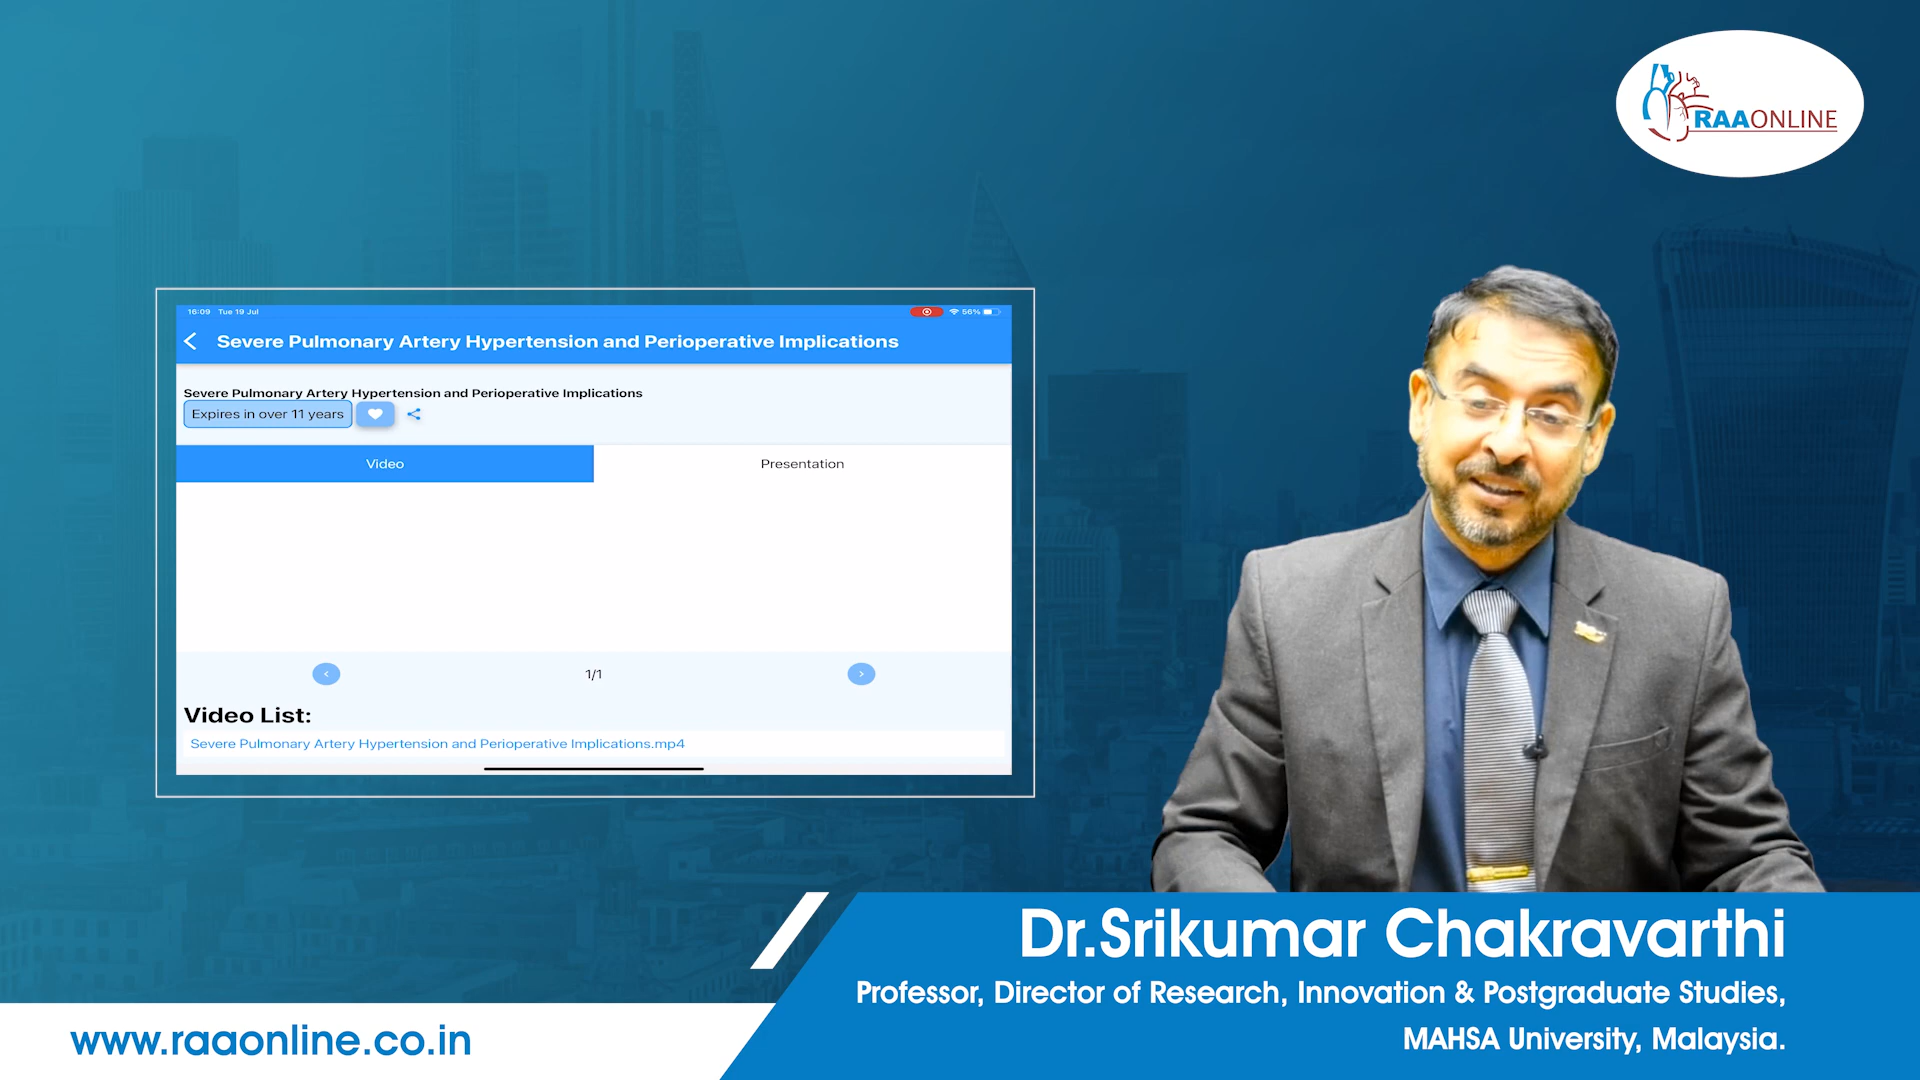 RAAONLINE
16:09 Tue 19 Jul
56%
Severe Pulmonary Artery Hypertension and Perioperative Implications
Severe Pulmonary Artery Hypertension and Perioperative Implications
Expires in over 11 years
Video
Presentation
1/1
Video List:
Severe Pulmonary Artery Hypertension and Perioperative Implications.mp4
Dr.Srikumar Chakravarthi
Professor, Director of Research, Innovation & Postgraduate Studies,
MAHSA University, Malaysia.
www.raaonline.co.in